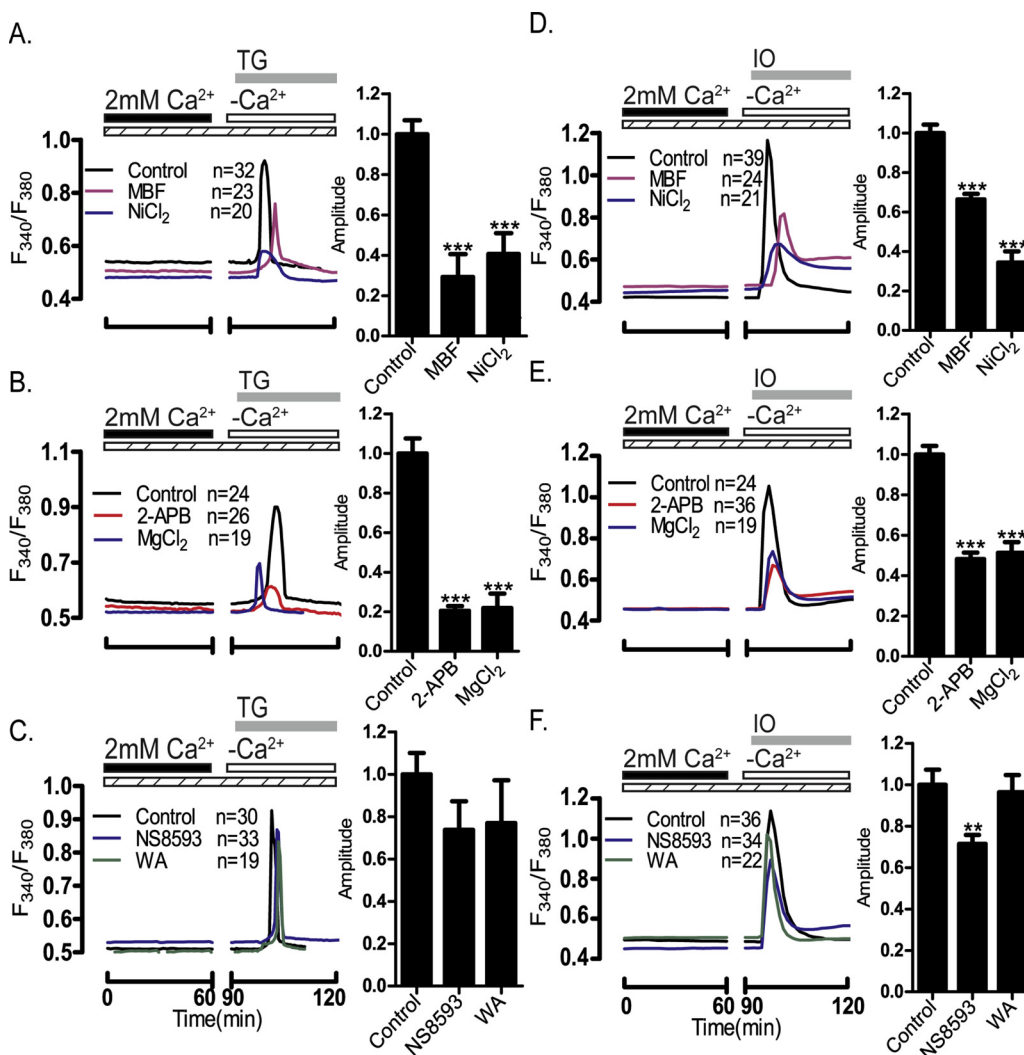 A.
TG
2mM Ca²⁺ -Ca²⁺
F₃₄₀/F₃₈₀
1.0
0.8
0.6
0.4
Control n=32
MBF n=23
NiCl₂ n=20
Amplitude
1.2
1.0
0.8
0.6
0.4
0.2
0.0
*** ***
Control MBF NiCl₂
B.
TG
2mM Ca²⁺ -Ca²⁺
F₃₄₀/F₃₈₀
1.1
0.9
0.7
0.5
Control n=24
2-APB n=26
MgCl₂ n=19
Amplitude
1.2
1.0
0.8
0.6
0.4
0.2
0.0
*** ***
Control 2-APB MgCl₂
C.
TG
2mM Ca²⁺ -Ca²⁺
F₃₄₀/F₃₈₀
1.0
0.9
0.8
0.7
0.6
0.5
Control n=30
NS8593 n=33
WA n=19
0 60 90 120
Time(min)
Amplitude
1.2
1.0
0.8
0.6
0.4
0.2
0.0
Control NS8593 WA
D.
IO
2mM Ca²⁺ -Ca²⁺
F₃₄₀/F₃₈₀
1.2
1.0
0.8
0.6
0.4
Control n=39
MBF n=24
NiCl₂ n=21
Amplitude
1.2
1.0
0.8
0.6
0.4
0.2
0.0
*** ***
Control MBF NiCl₂
E.
IO
2mM Ca²⁺ -Ca²⁺
F₃₄₀/F₃₈₀
1.2
1.0
0.8
0.6
0.4
Control n=24
2-APB n=36
MgCl₂ n=19
Amplitude
1.2
1.0
0.8
0.6
0.4
0.2
0.0
*** ***
Control 2-APB MgCl₂
F.
IO
2mM Ca²⁺ -Ca²⁺
F₃₄₀/F₃₈₀
1.2
1.0
0.8
0.6
0.4
Control n=36
NS8593 n=34
WA n=22
0 60 90 120
Time(min)
Amplitude
1.2
1.0
0.8
0.6
0.4
0.2
0.0
**
Control NS8593 WA